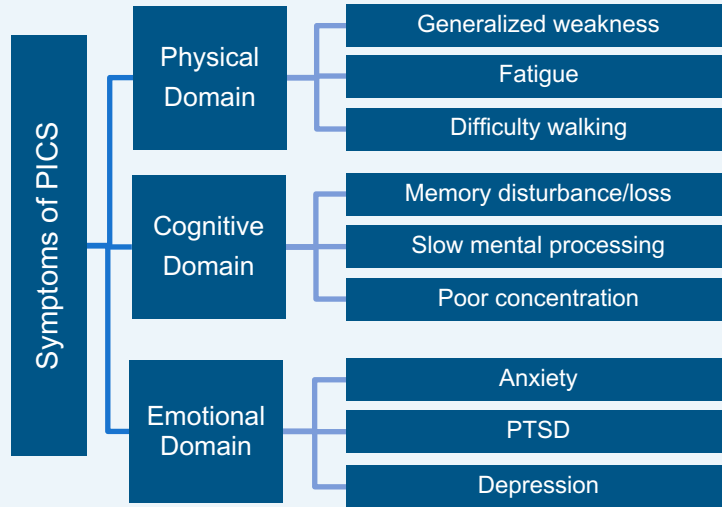 Symptoms of PICS
Physical
Domain
Generalized weakness
Fatigue
Difficulty walking
Cognitive
Domain
Memory disturbance/loss
Slow mental processing
Poor concentration
Emotional
Domain
Anxiety
PTSD
Depression